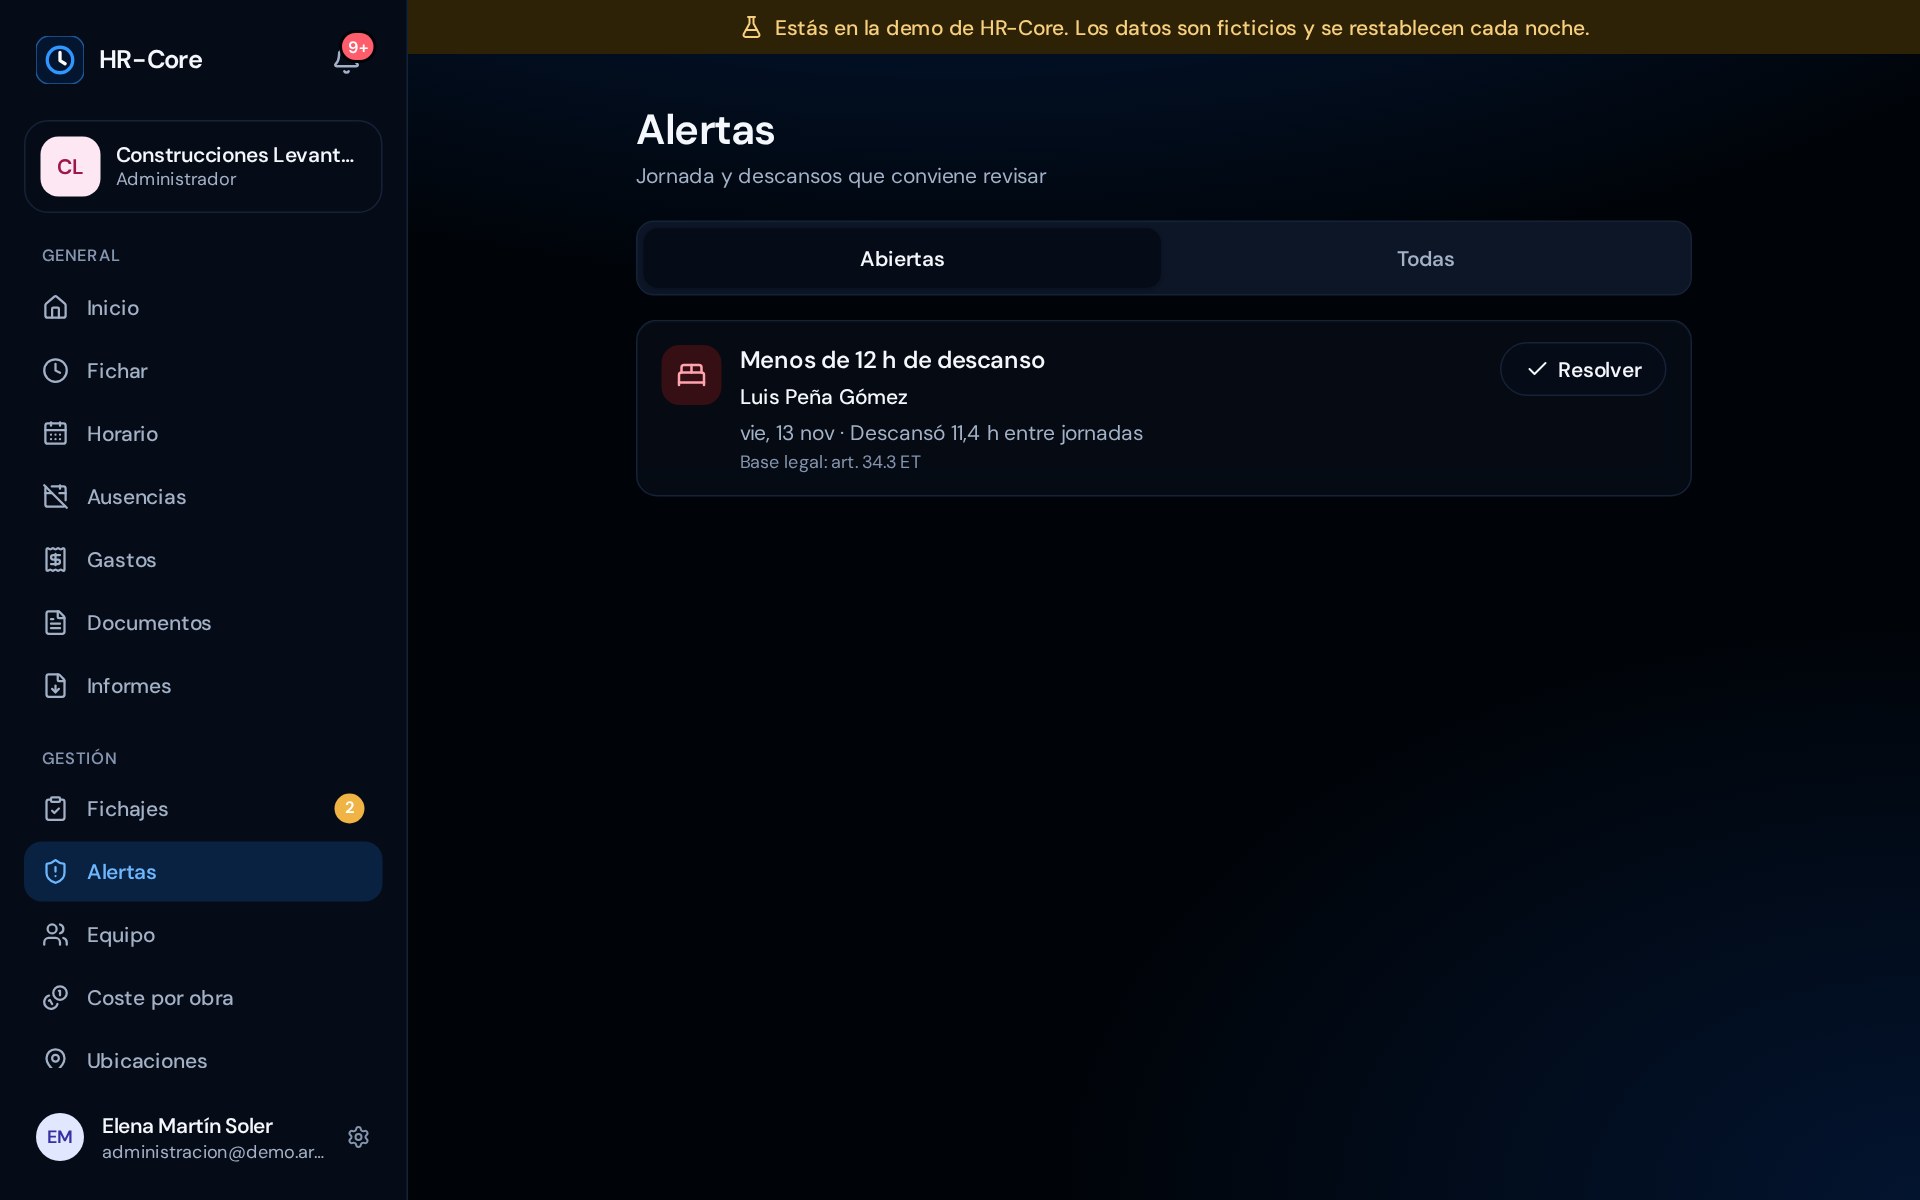 HR-Core
9+
CL
Construcciones Levant...
Administrador
GENERAL
Inicio
Fichar
Horario
Ausencias
Gastos
Documentos
Informes
GESTIÓN
Fichajes
2
Alertas
Equipo
Coste por obra
Ubicaciones
EM
Elena Martín Soler
administracion@demo.ar...
Estás en la demo de HR-Core. Los datos son ficticios y se restablecen cada noche.
Alertas
Jornada y descansos que conviene revisar
Abiertas
Todas
Menos de 12 h de descanso
Luis Peña Gómez
vie, 13 nov · Descansó 11,4 h entre jornadas
Base legal: art. 34.3 ET
Resolver